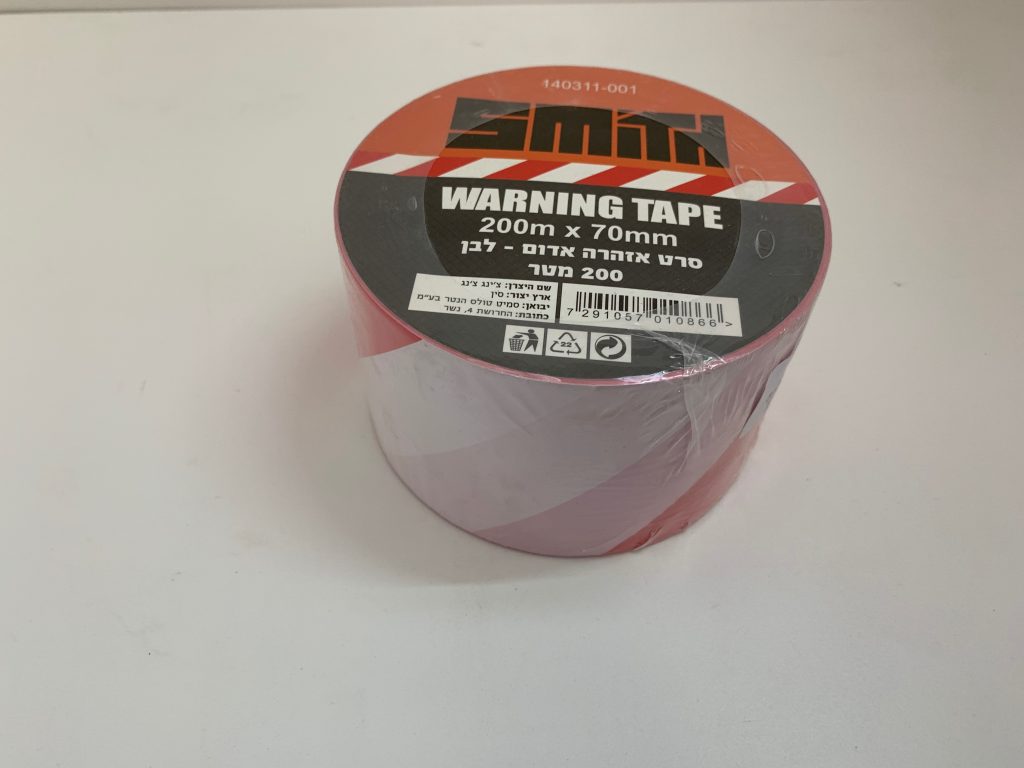 140311-001
SMITH
WARNING TAPE
200m x 70mm
סרט אזהרה אדום - לבן
200 מטר
שם היצרן: צ'ינג צ'נג
ארץ יצור: סין
יבואן: סמיט טולס הנטר בע"מ
כתובת: החרושת 4, נשר
7 291057 010866 >
22